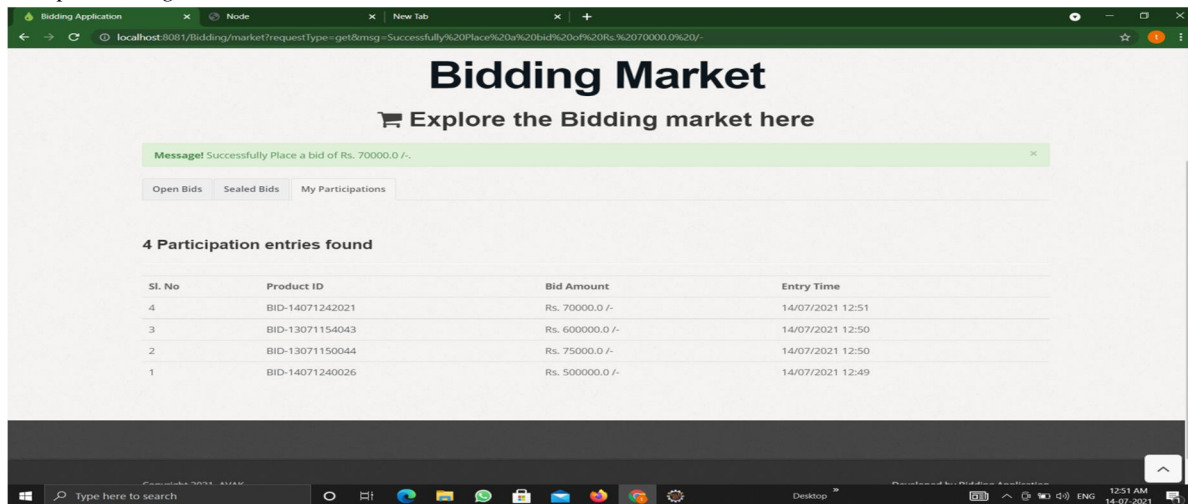 Bidding Application
Node
New Tab
localhost:8081/Bidding/market?requestType=get&msg=Successfully%20Place%20a%20bid%20of%20Rs.%2070000.0%20/-
Bidding Market
Explore the Bidding market here
Message! Successfully Place a bid of Rs. 70000.0 /-.
Open Bids Sealed Bids My Participations
4 Participation entries found
Sl. No Product ID Bid Amount Entry Time
4 BID-14071242021 Rs. 70000.0 /- 14/07/2021 12:51
3 BID-13071154043 Rs. 600000.0 /- 14/07/2021 12:50
2 BID-13071150044 Rs. 75000.0 /- 14/07/2021 12:50
1 BID-14071240026 Rs. 500000.0 /- 14/07/2021 12:49
Type here to search
Desktop
ENG
12:51 AM
14-07-2021